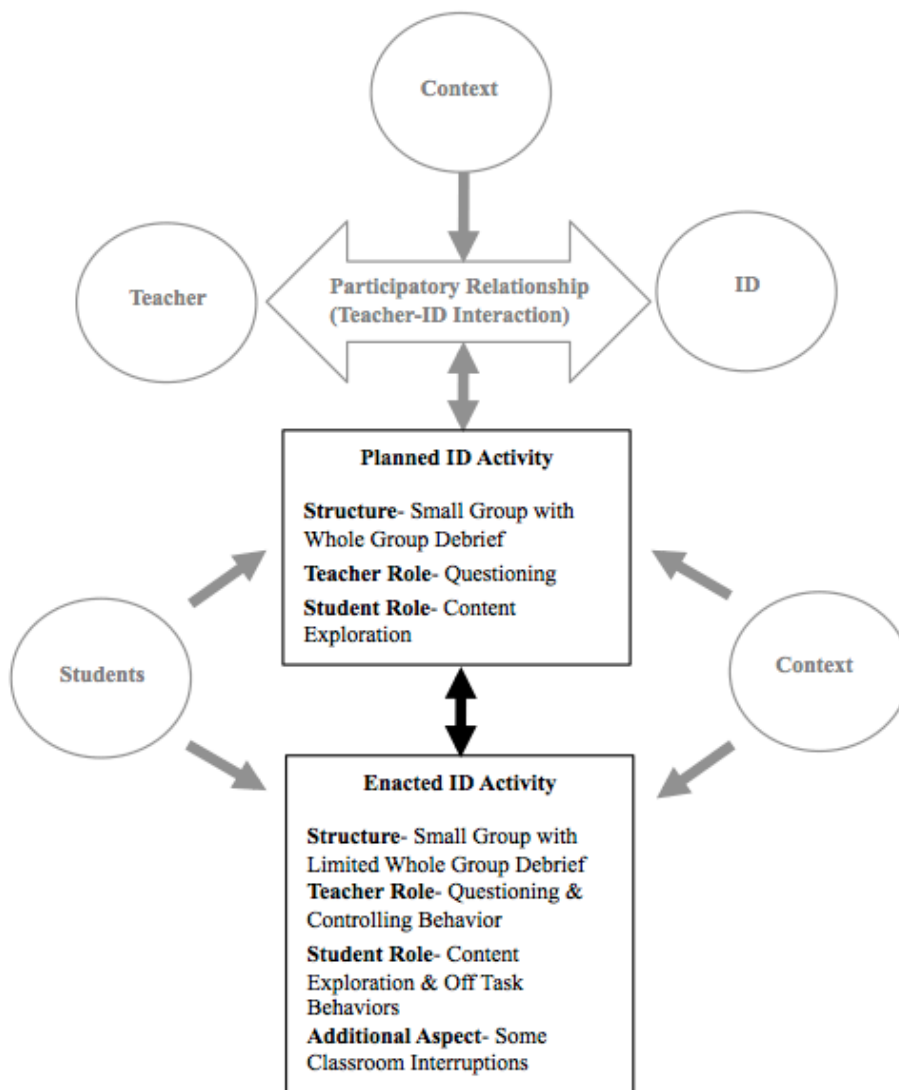 Context
Teacher
Participatory Relationship
(Teacher-ID Interaction)
ID
Planned ID Activity
Structure- Small Group with
Whole Group Debrief
Teacher Role- Questioning
Student Role- Content
Exploration
Students
Context
Enacted ID Activity
Structure- Small Group with
Limited Whole Group Debrief
Teacher Role- Questioning &
Controlling Behavior
Student Role- Content
Exploration & Off Task
Behaviors
Additional Aspect- Some
Classroom Interruptions